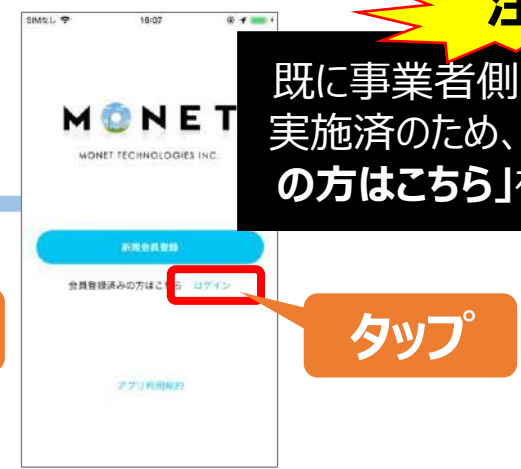 注
SIMなし 16:07
既に事業者側
実施済のため、
の方はこちら」を
MONET
MONET TECHNOLOGIES INC.
新規会員登録
会員登録済みの方はこちら ログイン
タップ
アプリ利用規約